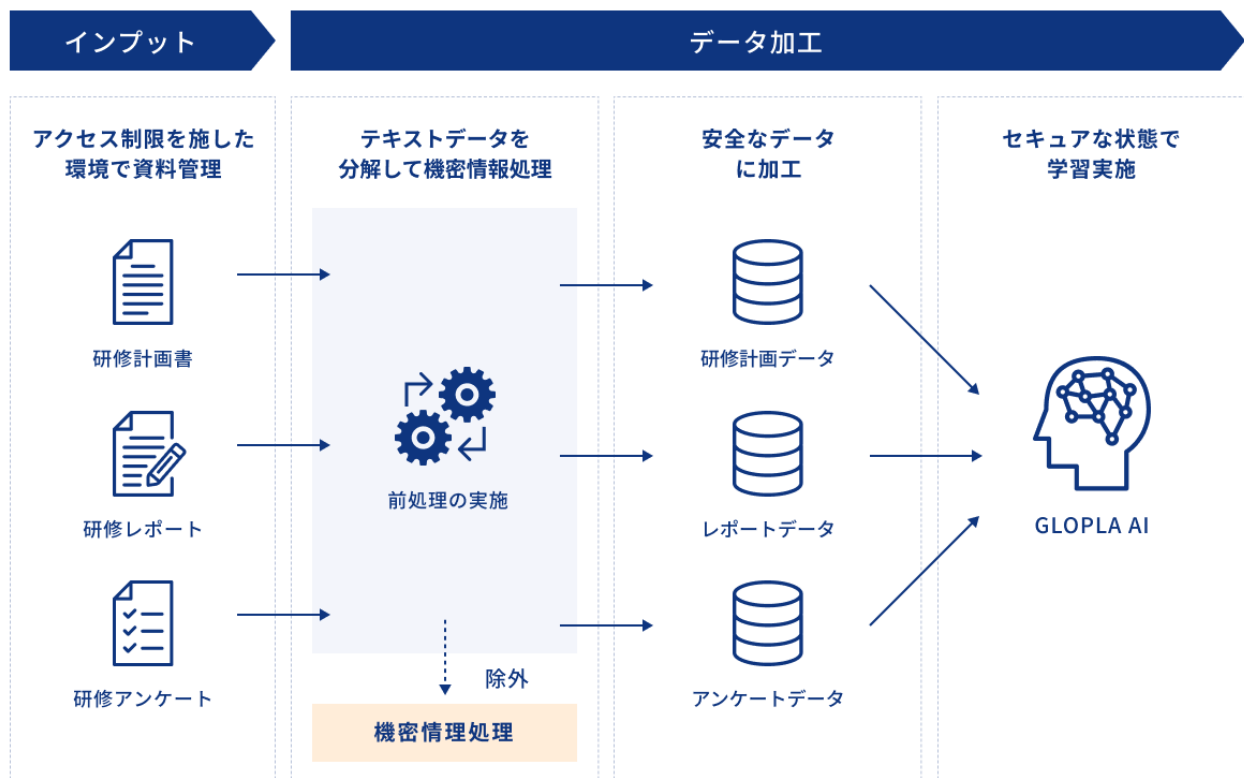 インプット
データ加工
アクセス制限を施した
環境で資料管理
研修計画書
研修レポート
研修アンケート
テキストデータを
分解して機密情報処理
前処理の実施
除外
機密情理処理
安全なデータ
に加工
研修計画データ
レポートデータ
アンケートデータ
セキュアな状態で
学習実施
GLOPLA AI